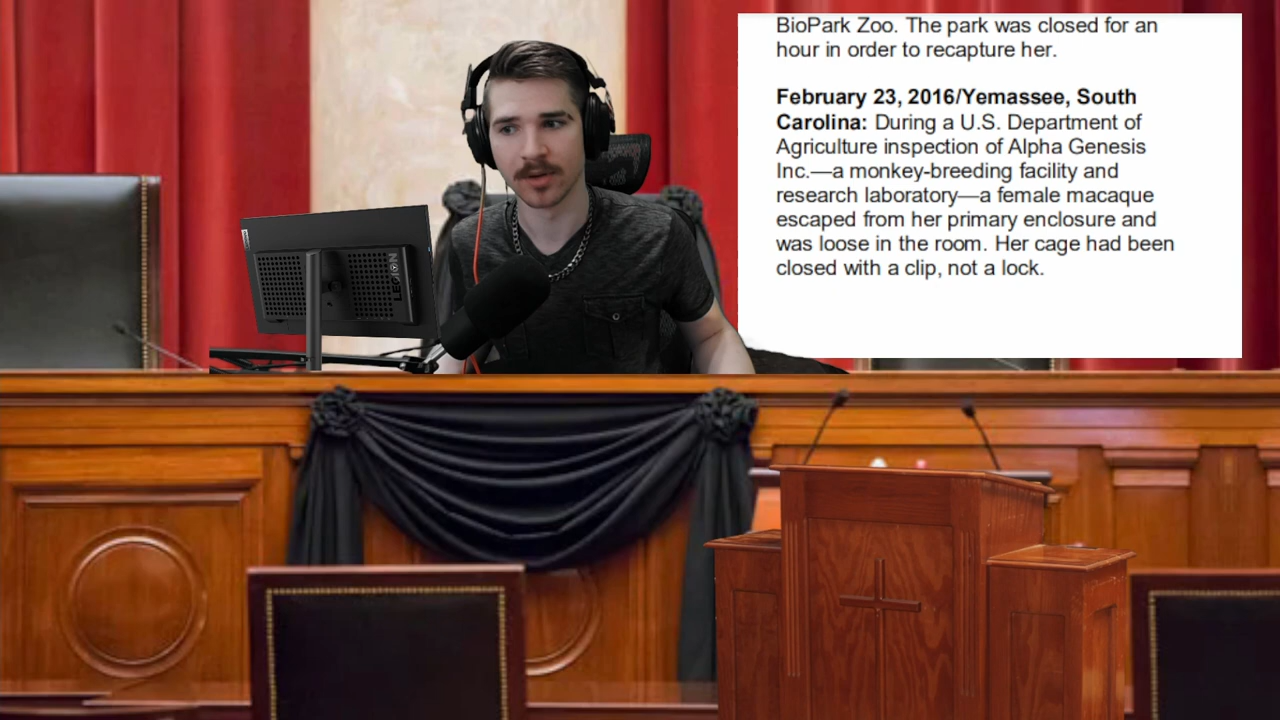 BioPark Zoo. The park was closed for an
hour in order to recapture her.
February 23, 2016/Yemassee, South
Carolina: During a U.S. Department of
Agriculture inspection of Alpha Genesis
Inc.—a monkey-breeding facility and
research laboratory—a female macaque
escaped from her primary enclosure and
was loose in the room. Her cage had been
closed with a clip, not a lock.
LEGION